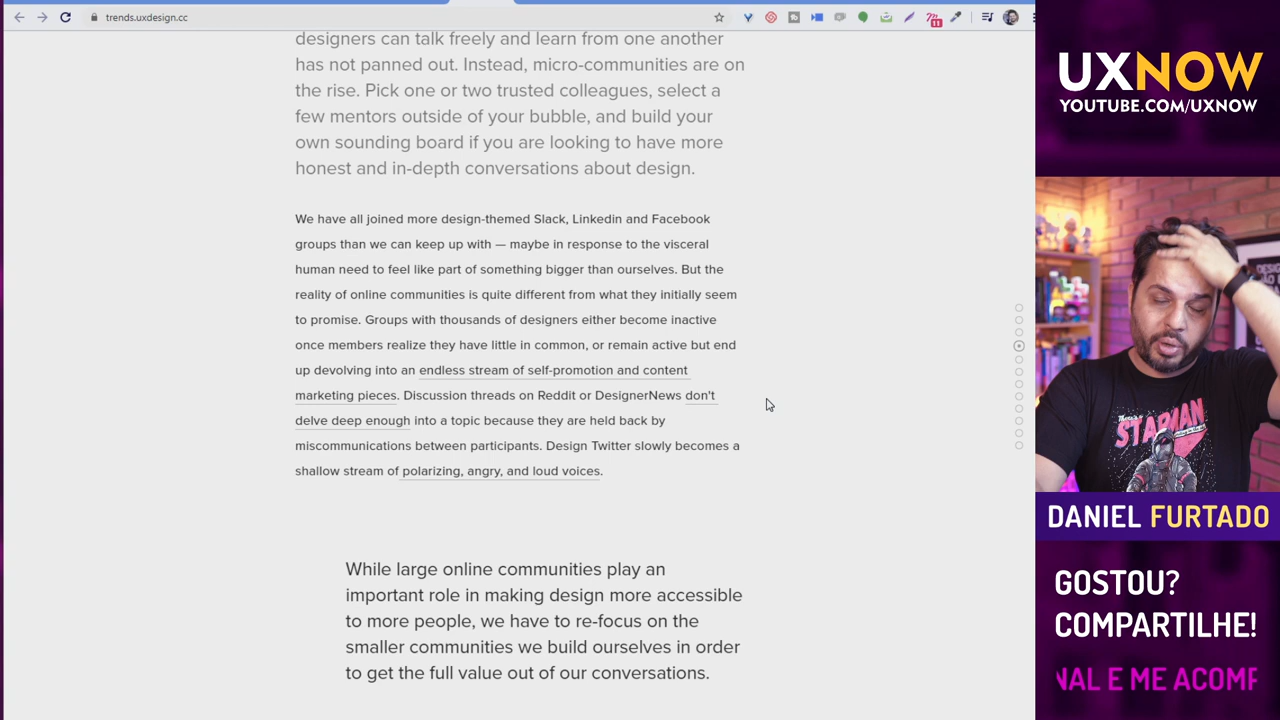 trends.uxdesign.cc
11
designers can talk freely and learn from one another
has not panned out. Instead, micro-communities are on
the rise. Pick one or two trusted colleagues, select a
few mentors outside of your bubble, and build your
own sounding board if you are looking to have more
honest and in-depth conversations about design.
We have all joined more design-themed Slack, Linkedin and Facebook
groups than we can keep up with — maybe in response to the visceral
human need to feel like part of something bigger than ourselves. But the
reality of online communities is quite different from what they initially seem
to promise. Groups with thousands of designers either become inactive
once members realize they have little in common, or remain active but end
up devolving into an endless stream of self-promotion and content
marketing pieces. Discussion threads on Reddit or DesignerNews don't
delve deep enough into a topic because they are held back by
miscommunications between participants. Design Twitter slowly becomes a
shallow stream of polarizing, angry, and loud voices.
While large online communities play an
important role in making design more accessible
to more people, we have to re-focus on the
smaller communities we build ourselves in order
to get the full value out of our conversations.
UXNOW
YOUTUBE.COM/UXNOW
STARMAN
DANIEL FURTADO
GOSTOU?
COMPARTILHE!
NAL E ME ACOMP